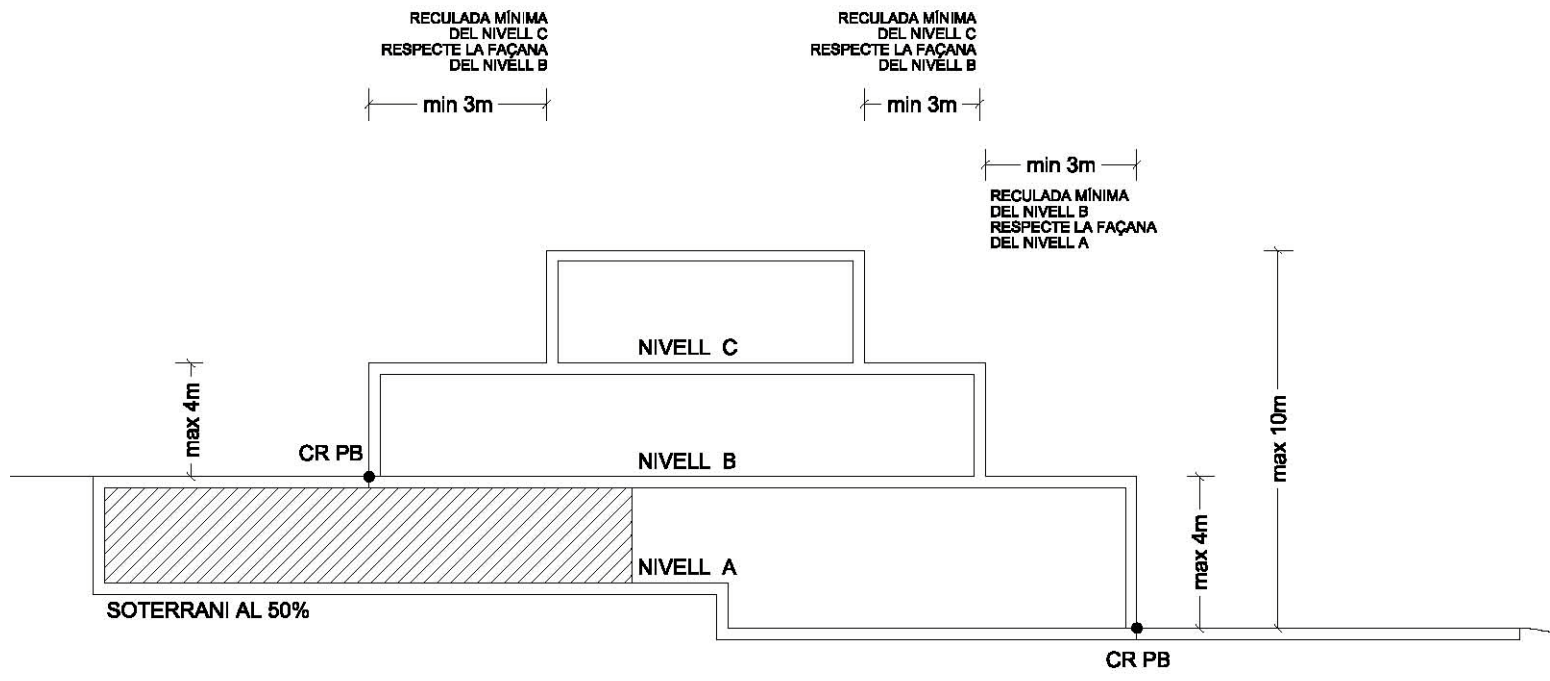 RECULADA MÍNIMA
DEL NIVELL C
RESPECTE LA FAÇANA
DEL NIVELL B
min 3m
RECULADA MÍNIMA
DEL NIVELL C
RESPECTE LA FAÇANA
DEL NIVELL B
min 3m
min 3m
RECULADA MÍNIMA
DEL NIVELL B
RESPECTE LA FAÇANA
DEL NIVELL A
NIVELL C
max 4m
CR PB
NIVELL B
max 10m
NIVELL A
max 4m
SOTERRANI AL 50%
CR PB